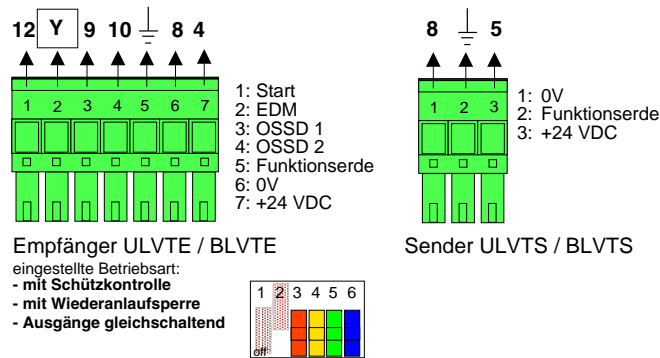 12 Y 9 10 8 4
1 2 3 4 5 6 7
1: Start
2: EDM
3: OSSD 1
4: OSSD 2
5: Funktionserde
6: 0V
7: +24 VDC
8 5
1 2 3
1: 0V
2: Funktionserde
3: +24 VDC
Empfänger ULVTE / BLVTE
eingestellte Betriebsart:
- mit Schützkontrolle
- mit Wiederanlaufsperre
- Ausgänge gleichschaltend
1 2 3 4 5 6
off
Sender ULVTS / BLVTS